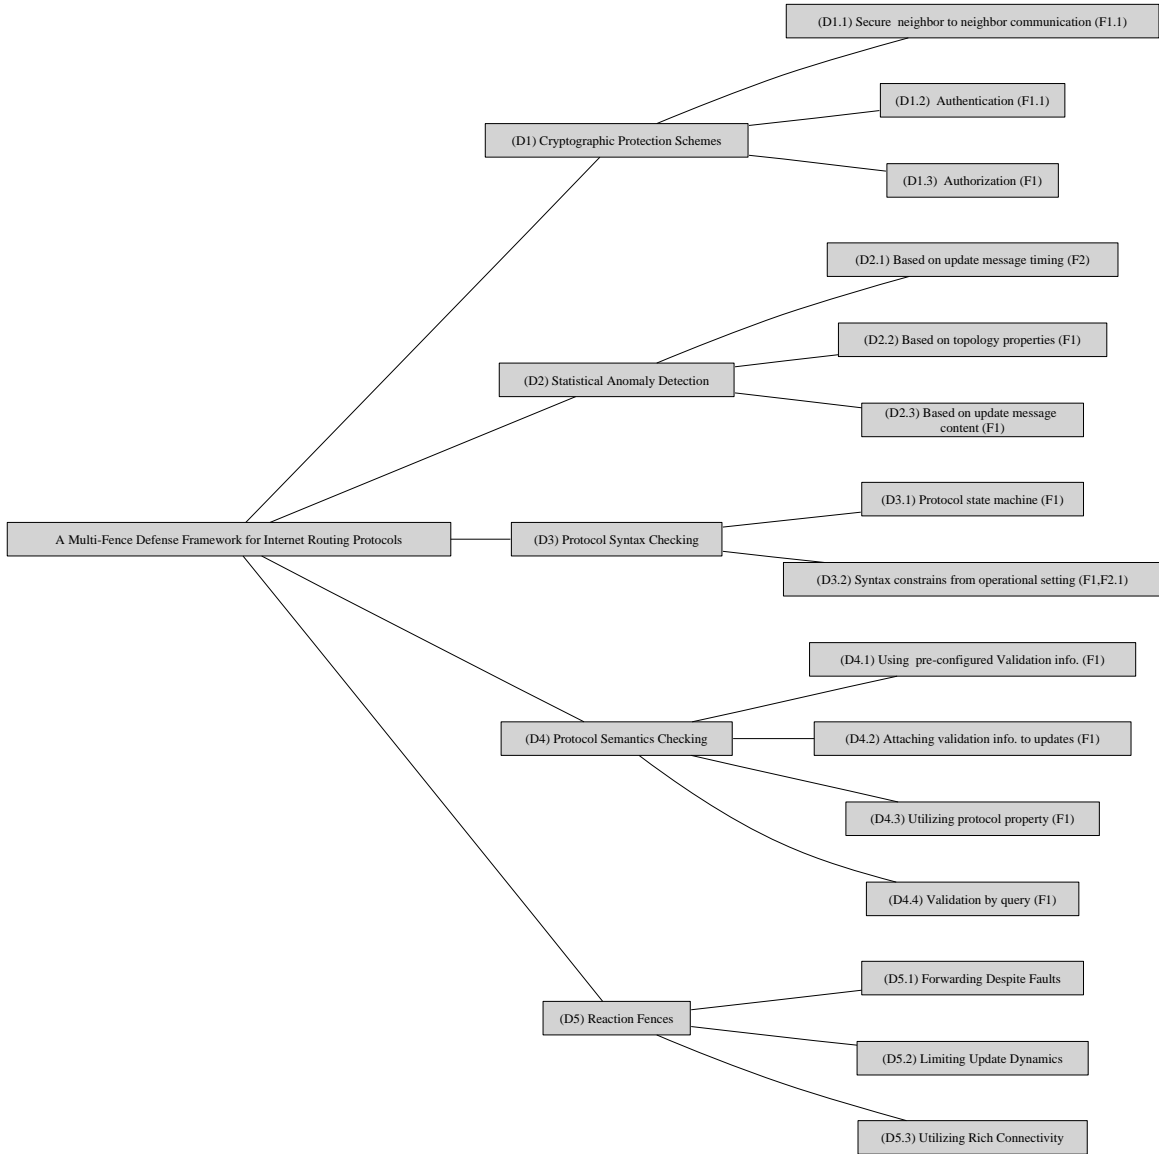 (D1.1) Secure  neighbor to neighbor communication (F1.1)
(D1.2)  Authentication (F1.1)
(D1) Cryptographic Protection Schemes
(D1.3)  Authorization (F1)
(D2.1) Based on update message timing (F2)
(D2.2) Based on topology properties (F1)
(D2) Statistical Anomaly Detection
(D2.3) Based on update message
content (F1)
(D3.1) Protocol state machine (F1)
A Multi-Fence Defense Framework for Internet Routing Protocols
(D3) Protocol Syntax Checking
(D3.2) Syntax constrains from operational setting (F1,F2.1)
(D4.1) Using  pre-configured Validation info. (F1)
(D4) Protocol Semantics Checking
(D4.2) Attaching validation info. to updates (F1)
(D4.3) Utilizing protocol property (F1)
(D4.4) Validation by query (F1)
(D5.1) Forwarding Despite Faults
(D5) Reaction Fences
(D5.2) Limiting Update Dynamics
(D5.3) Utilizing Rich Connectivity